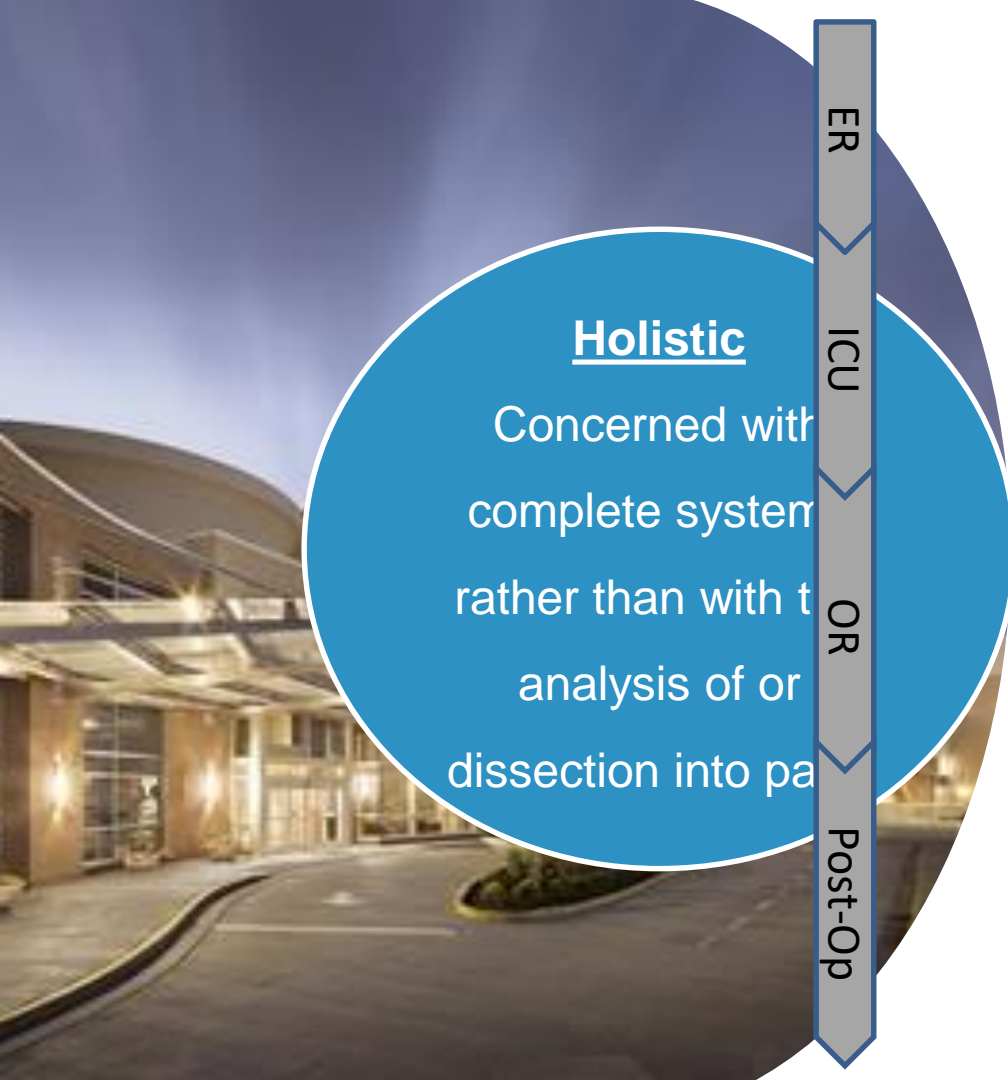 Holistic
Concerned with
complete system
rather than with t
analysis of or
dissection into pa
ER
ICU
OR
Post-Op